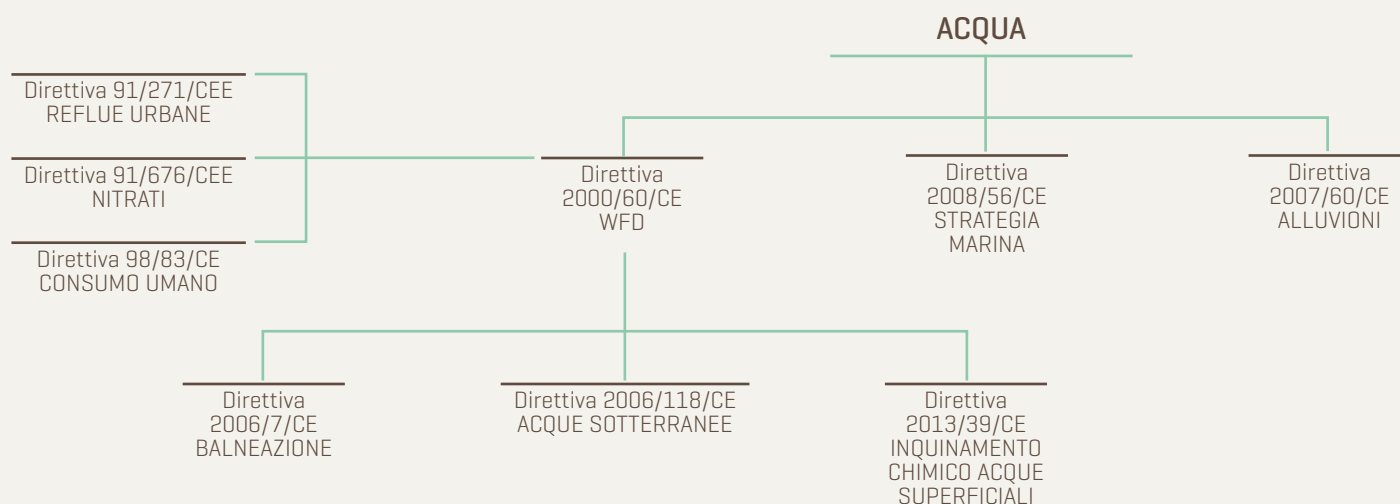 ACQUA
Direttiva 91/271/CEE
REFLUE URBANE
Direttiva 91/676/CEE
NITRATI
Direttiva 98/83/CE
CONSUMO UMANO
Direttiva
2000/60/CE
WFD
Direttiva
2008/56/CE
STRATEGIA
MARINA
Direttiva
2007/60/CE
ALLUVIONI
Direttiva
2006/7/CE
BALNEAZIONE
Direttiva 2006/118/CE
ACQUE SOTTERRANEE
Direttiva
2013/39/CE
INQUINAMENTO
CHIMICO ACQUE
SUPERFICIALI